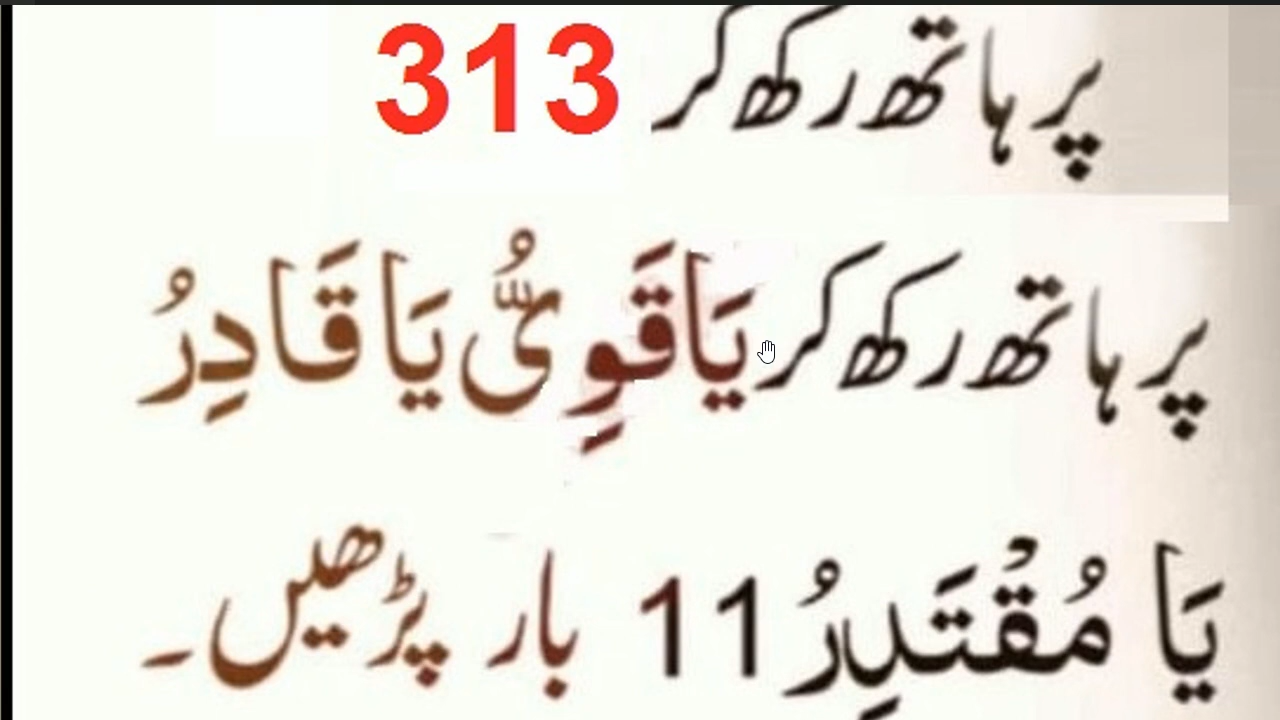 پر ہاتھ رکھ کر 313
پر ہاتھ رکھ کر یَا قَوِیُّ یَا قَادِرُ
یَا مُقْتَدِرُ 11 بار پڑھیں۔